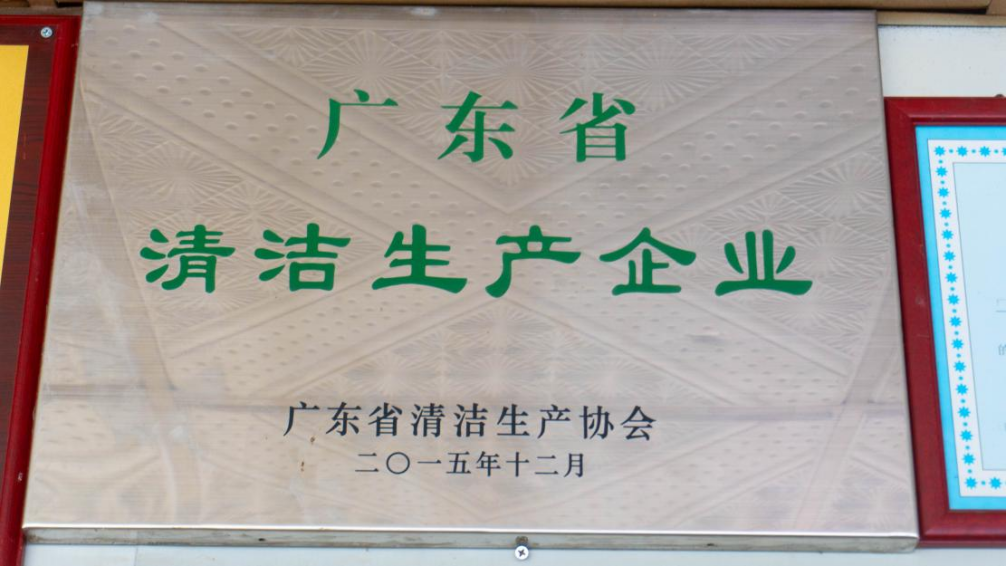 广东省
清洁生产企业
广东省清洁生产协会
二〇一五年十二月
的